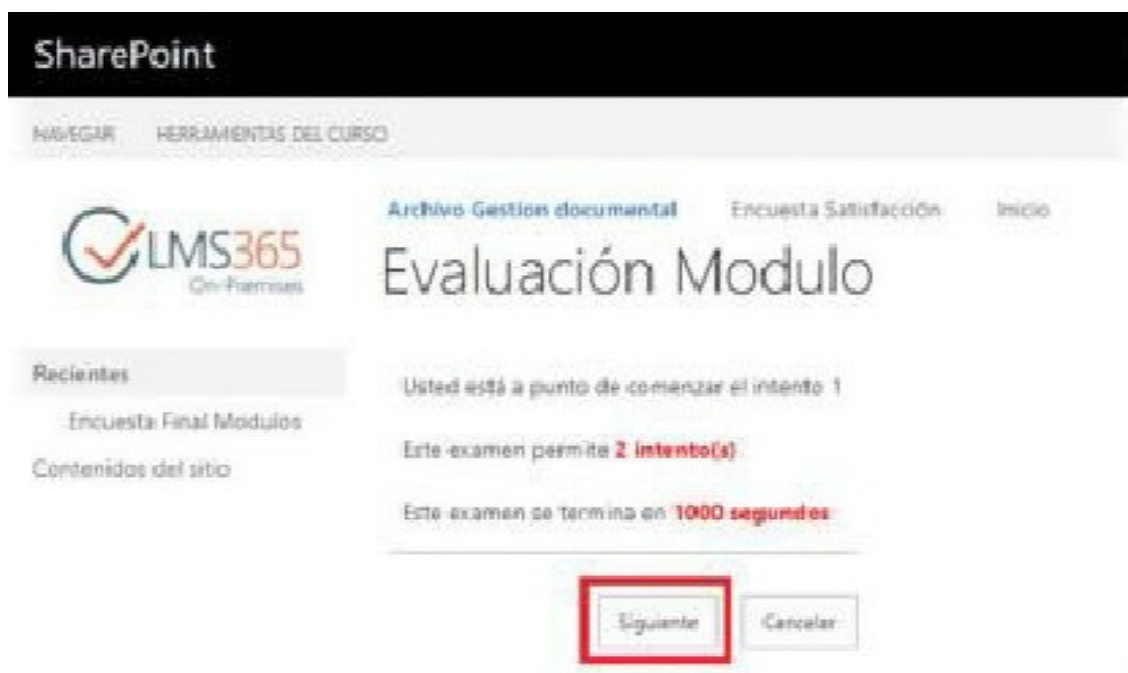 SharePoint
NAVEGAR HERRAMIENTAS DEL CURSO
LMS365
On-Premises
Archivo Gestion documental Encuesta Satisfacción Inicio
Evaluación Modulo
Recientes
Encuesta Final Modulos
Contenidos del sitio
Usted está a punto de comenzar el intento 1
Este examen permite 2 intento(s)
Este examen se termina en 1000 segundos
Siguiente Cancelar